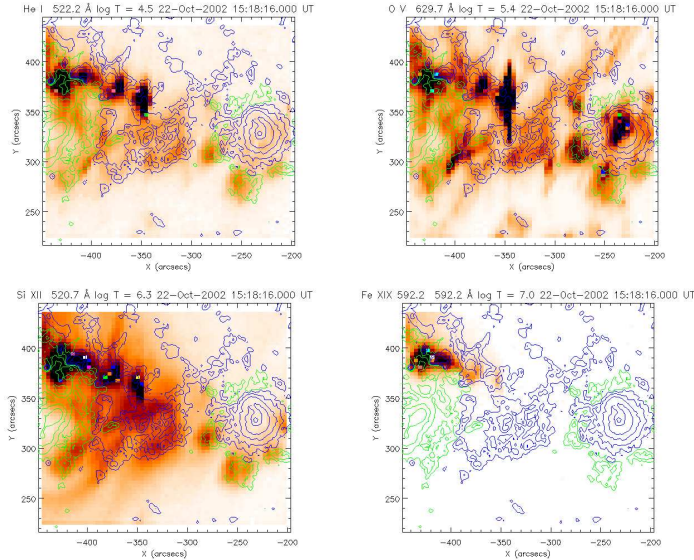 He I 522.2 Å log T = 4.5 22-Oct-2002 15:18:16.000 UT
O V 629.7 Å log T = 5.4 22-Oct-2002 15:18:16.000 UT
400
350
300
250
Y (arcsecs)
-400 -350 -300 -250 -200
X (arcsecs)
400
350
300
250
Y (arcsecs)
-400 -350 -300 -250 -200
X (arcsecs)
Si XII 520.7 Å log T = 6.3 22-Oct-2002 15:18:16.000 UT
Fe XIX 592.2 592.2 Å log T = 7.0 22-Oct-2002 15:18:16.000 UT
400
350
300
250
Y (arcsecs)
-400 -350 -300 -250 -200
X (arcsecs)
400
350
300
250
Y (arcsecs)
-400 -350 -300 -250 -200
X (arcsecs)